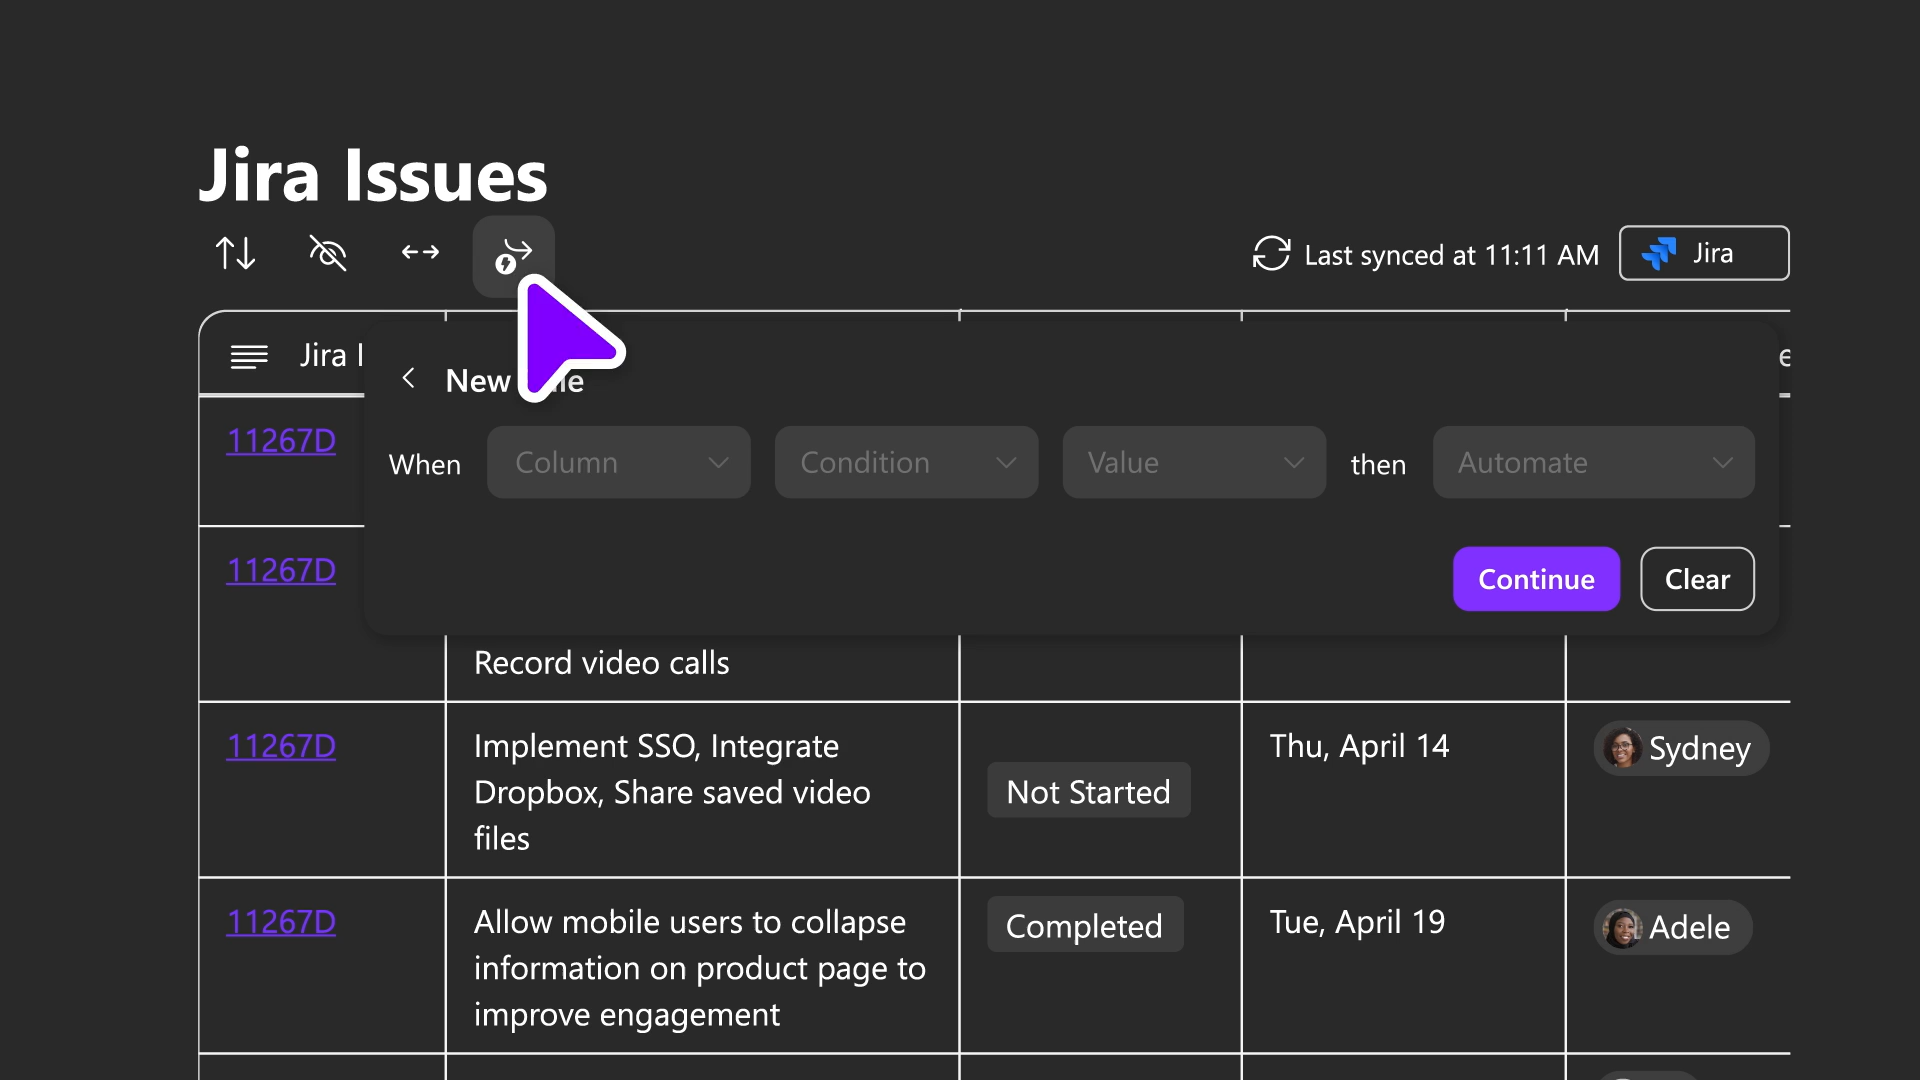 Jira Issues
Last synced at 11:11 AM
Jira
Jira
New
When
Column
Condition
Value
then
Automate
Continue
Clear
11267D
11267D
Record video calls
11267D
Implement SSO, Integrate
Dropbox, Share saved video
files
Not Started
Thu, April 14
Sydney
11267D
Allow mobile users to collapse
information on product page to
improve engagement
Completed
Tue, April 19
Adele